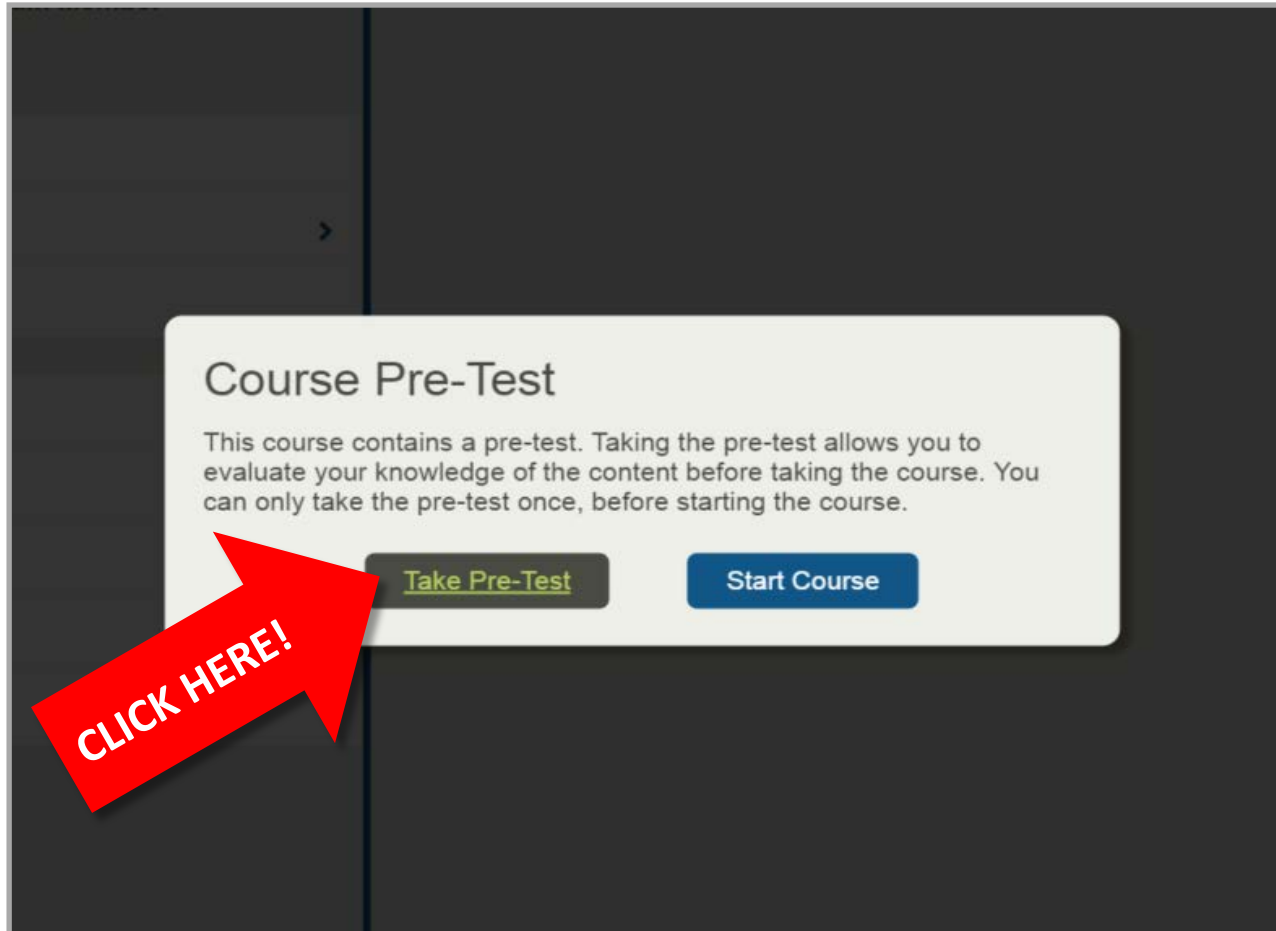 Course Pre-Test
This course contains a pre-test. Taking the pre-test allows you to
evaluate your knowledge of the content before taking the course. You
can only take the pre-test once, before starting the course.
Take Pre-Test
Start Course
CLICK HERE!